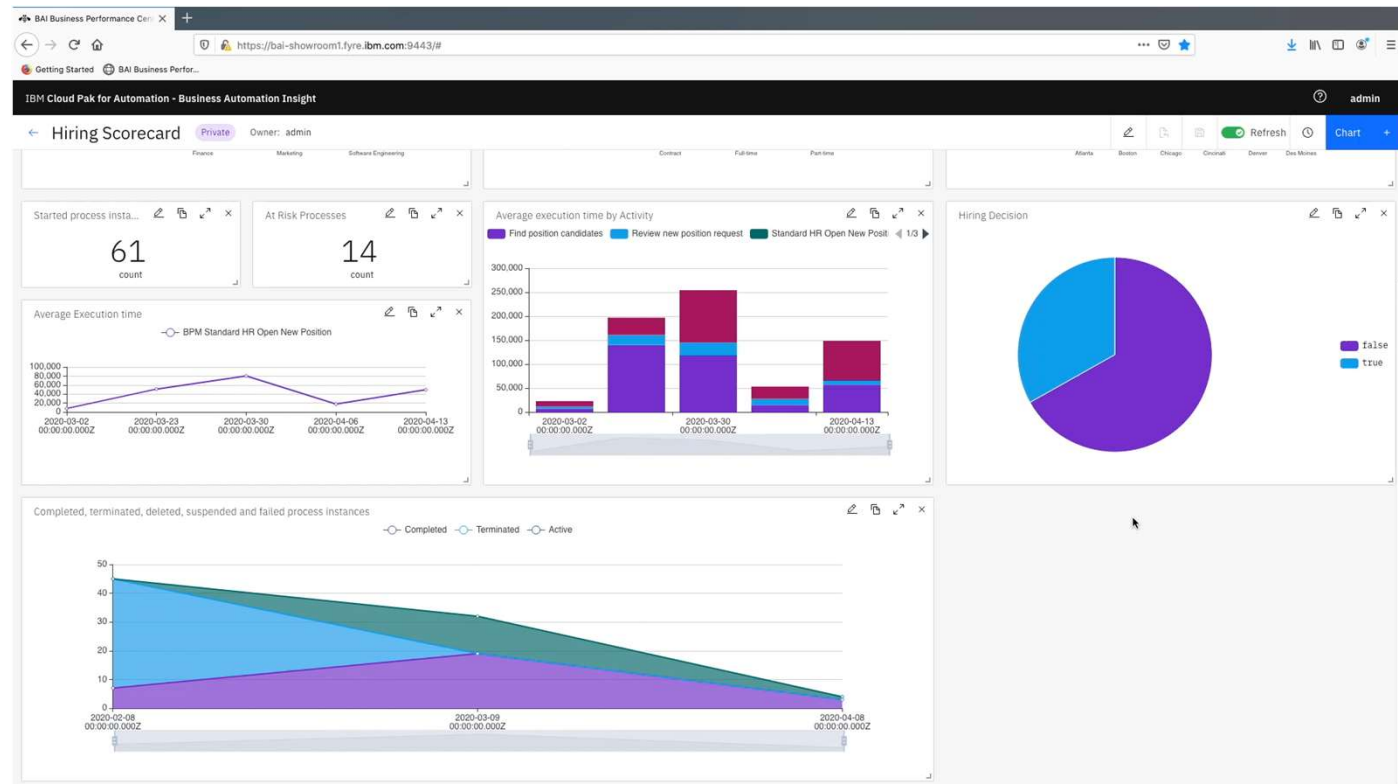 BAI Business Performance Cen
https://bai-showroom1.fyre.ibm.com:9443/#
Getting Started BAI Business Perfor...
IBM Cloud Pak for Automation - Business Automation Insight
admin
Hiring Scorecard Private Owner: admin Refresh Chart +
Finance Marketing Software Engineering
Contract Full-time Part-time
Atlanta Boston Chicago Cincinati Denver Des Moines
Started process insta...
61
count
At Risk Processes
14
count
Average Execution time
BPM Standard HR Open New Position
100,000
80,000
60,000
40,000
20,000
0
2020-03-02 2020-03-23 2020-03-30 2020-04-06 2020-04-13
00:00:00.000Z 00:00:00.000Z 00:00:00.000Z 00:00:00.000Z 00:00:00.000Z
Average execution time by Activity
Find position candidates Review new position request Standard HR Open New Posit 1/3
300,000
250,000
200,000
150,000
100,000
50,000
0
2020-03-02 2020-03-30 2020-04-13
00:00:00.000Z 00:00:00.000Z 00:00:00.000Z
Hiring Decision
false
true
Completed, terminated, deleted, suspended and failed process instances
Completed Terminated Active
50
40
30
20
10
0
2020-02-08 2020-03-09 2020-04-08
00:00:00.000Z 00:00:00.000Z 00:00:00.000Z